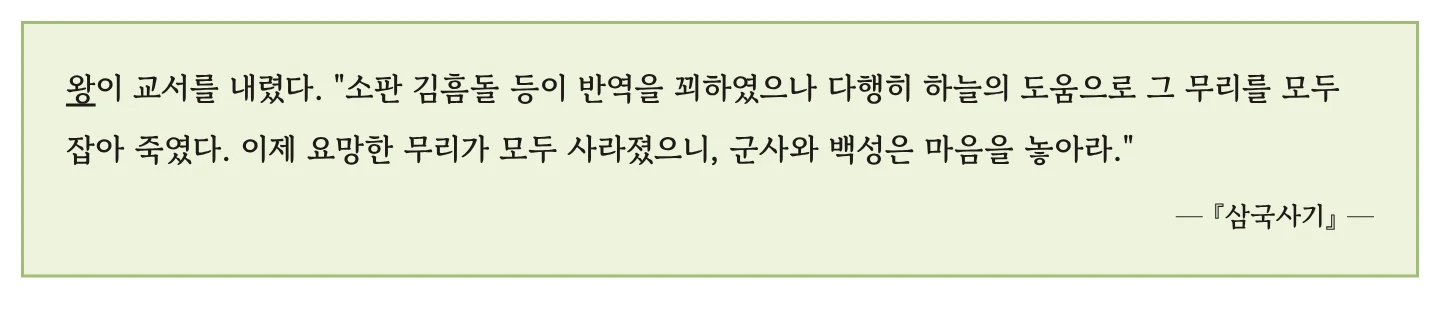 왕이 교서를 내렸다. "소판 김흠돌 등이 반역을 꾀하였으나 다행히 하늘의 도움으로 그 무리를 모두
잡아 죽였다. 이제 요망한 무리가 모두 사라졌으니, 군사와 백성은 마음을 놓아라."
― 『삼국사기』 ―